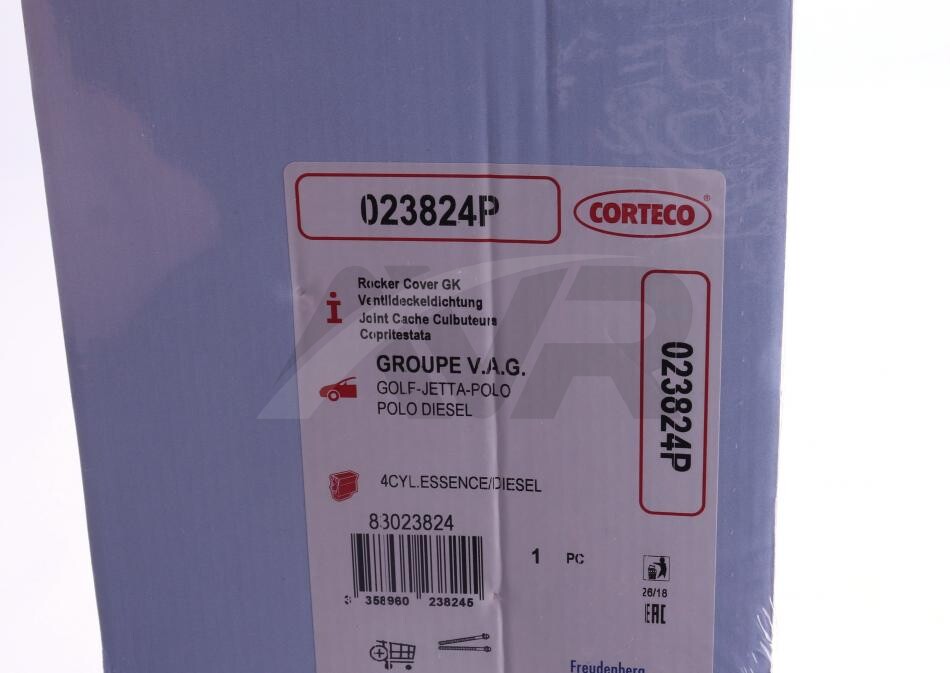 023824P
CORTECO®
Rocker Cover GK
Ventildeckeldichtung
Joint Cache Culbuteurs
Copritestata
GROUPE V.A.G.
GOLF-JETTA-POLO
POLO DIESEL
023824P
4CYL.ESSENCE/DIESEL
83023824
1 PC
3 358960 238245
26/18
EAC
Freudenberg
AJR